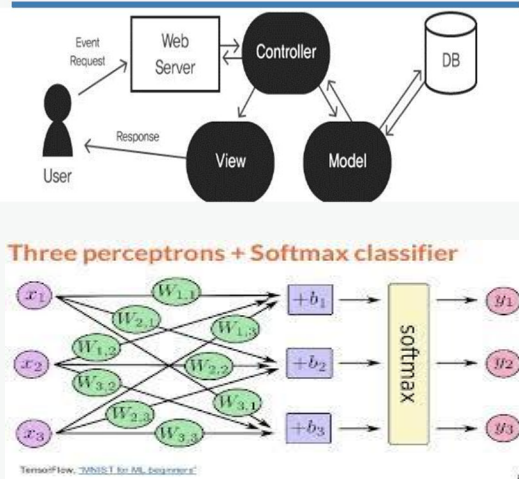 Event
Request
Web
Server
Controller
DB
User
Response
View
Model
Three perceptrons + Softmax classifier
x1
W1,1
+b1
y1
W2,1
W1,3
W1,2
x2
W2,2
+b2
softmax
y2
W3,2
W3,1
W2,3
x3
W3,3
+b3
y3
TensorFlow, "MNIST for ML beginners"